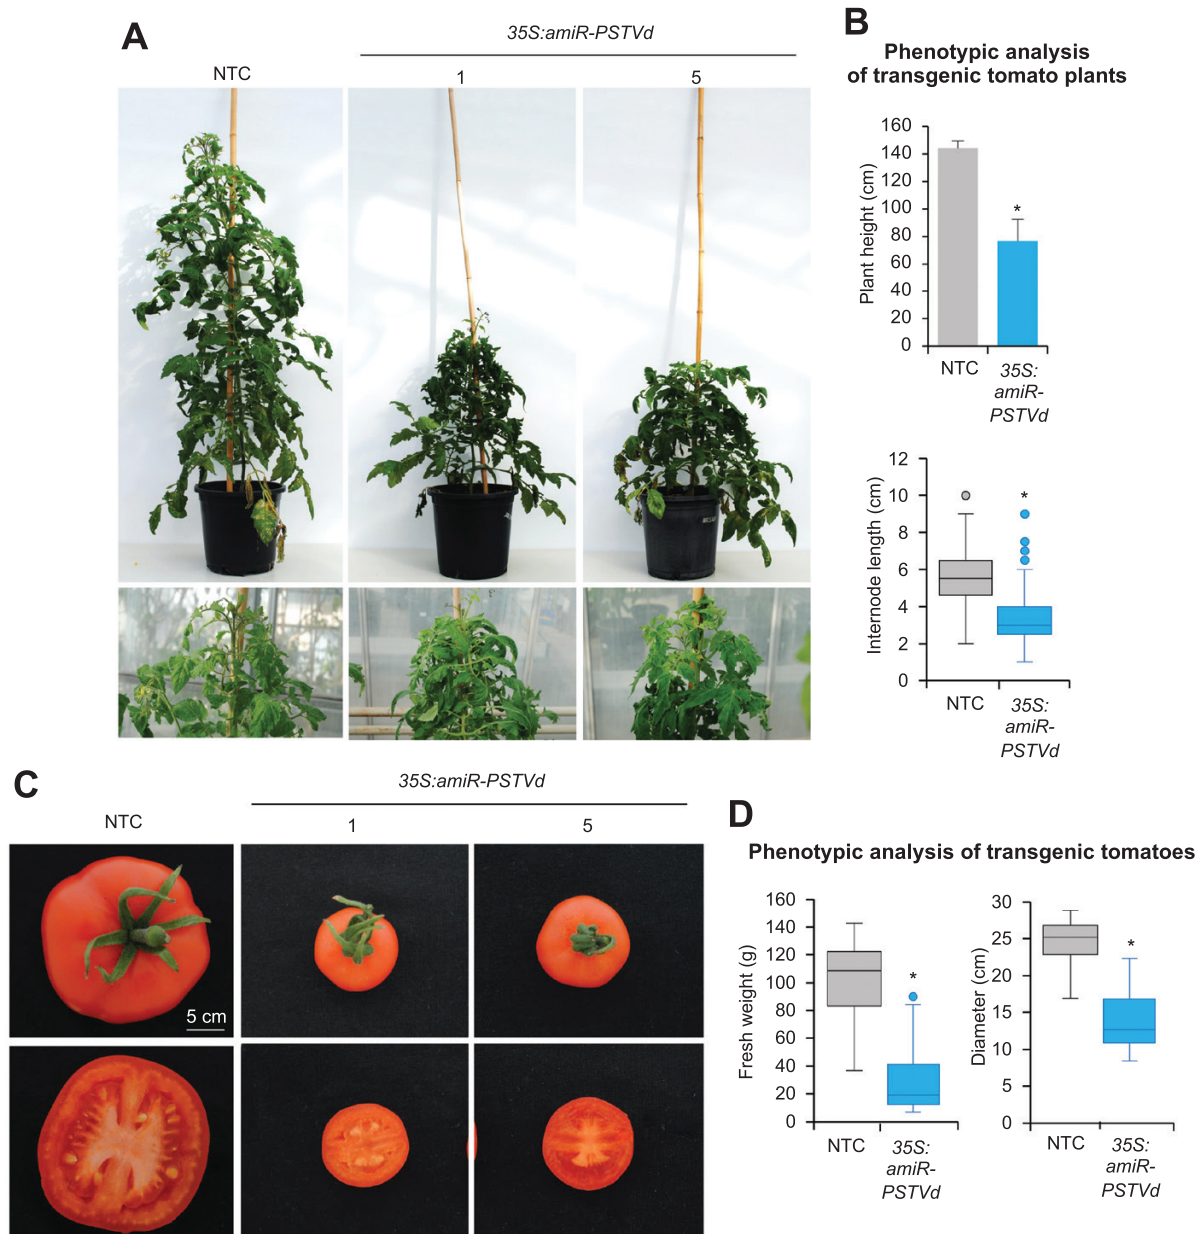 A
35S:amiR-PSTVd
NTC
1
5
B
Phenotypic analysis
of transgenic tomato plants
160
140
120
100
80
60
40
20
0
Plant height (cm)
*
NTC
35S:
amiR-
PSTVd
12
10
8
6
4
2
0
Internode length (cm)
*
NTC
35S:
amiR-
PSTVd
C
35S:amiR-PSTVd
NTC
1
5
5 cm
D
Phenotypic analysis of transgenic tomatoes
160
140
120
100
80
60
40
20
0
Fresh weight (g)
*
NTC
35S:
amiR-
PSTVd
30
25
20
15
10
5
0
Diameter (cm)
*
NTC
35S:
amiR-
PSTVd